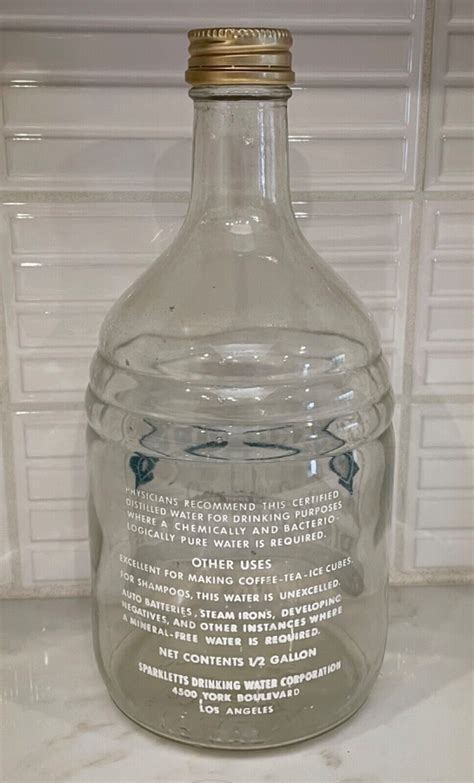 PHYSICIANS RECOMMEND THIS CERTIFIED
DISTILLED WATER FOR DRINKING PURPOSES
WHERE A CHEMICALLY AND BACTERIO-
LOGICALLY PURE WATER IS REQUIRED.
OTHER USES
EXCELLENT FOR MAKING COFFEE-TEA-ICE CUBES.
FOR SHAMPOOS, THIS WATER IS UNEXCELLED.
AUTO BATTERIES, STEAM IRONS, DEVELOPING
NEGATIVES, AND OTHER INSTANCES WHERE
A MINERAL-FREE WATER IS REQUIRED.
NET CONTENTS 1/2 GALLON
SPARKLETTS DRINKING WATER CORPORATION
4500 YORK BOULEVARD
LOS ANGELES